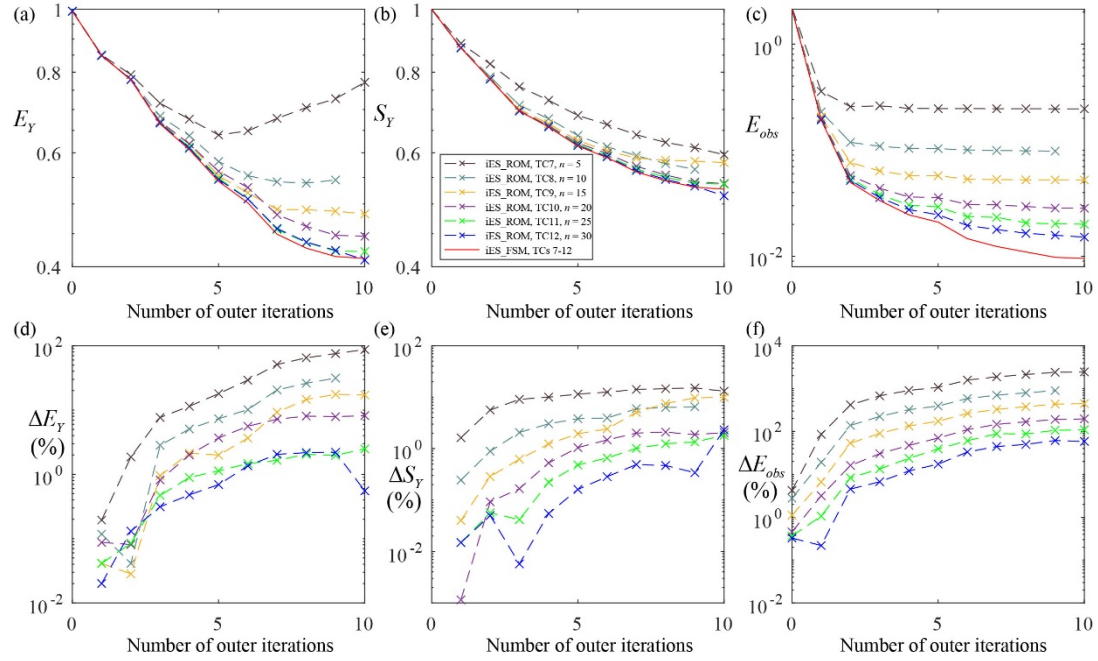 (a)
1
0.8
E_Y
0.6
0.4
0 5 10
Number of outer iterations
(b)
1
0.8
S_Y
0.6
0.4
iES_ROM, TC7, n = 5
iES_ROM, TC8, n = 10
iES_ROM, TC9, n = 15
iES_ROM, TC10, n = 20
iES_ROM, TC11, n = 25
iES_ROM, TC12, n = 30
iES_FSM, TCs 7-12
0 5 10
Number of outer iterations
(c)
10^0
E_obs
10^-2
0 5 10
Number of outer iterations
(d)
10^2
ΔE_Y
(%)
10^0
10^-2
0 5 10
Number of outer iterations
(e)
10^2
10^0
ΔS_Y
(%)
10^-2
0 5 10
Number of outer iterations
(f)
10^4
10^2
ΔE_obs
(%)
10^0
10^-2
0 5 10
Number of outer iterations